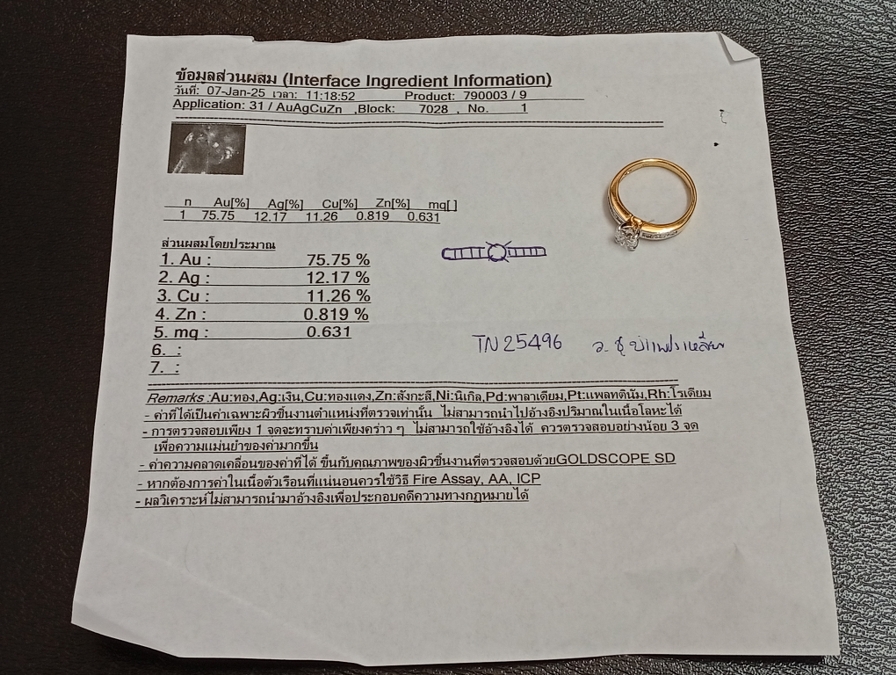 ข้อมูลส่วนผสม (Interface Ingredient Information)
วันที่: 07-Jan-25 เวลา: 11:18:52 Product: 790003 / 9
Application: 31 / AuAgCuZn ,Block: 7028 , No. 1
n Au[%] Ag[%] Cu[%] Zn[%] mq[ ]
1 75.75 12.17 11.26 0.819 0.631
ส่วนผสมโดยประมาณ
1. Au : 75.75 %
2. Ag : 12.17 %
3. Cu : 11.26 %
4. Zn : 0.819 %
5. mq : 0.631
6. :
7. :
TN 25496
Remarks :Au:ทอง,Ag:เงิน,Cu:ทองแดง,Zn:สังกะสี,Ni:นิเกิล,Pd:พาลาเดียม,Pt:แพลทตินัม,Rh:โรเดียม
- ค่าที่ได้เป็นค่าเฉพาะผิวชิ้นงานตำแหน่งที่ตรวจเท่านั้น ไม่สามารถนำไปอ้างอิงปริมาณในเนื้อโลหะได้
- การตรวจสอบเพียง 1 จุดจะทราบค่าเพียงคร่าว ๆ ไม่สามารถใช้อ้างอิงได้ ควรตรวจสอบอย่างน้อย 3 จุด
เพื่อความแม่นยำของค่ามากขึ้น
- ค่าความคลาดเคลื่อนของค่าที่ได้ ขึ้นกับคุณภาพของผิวชิ้นงานที่ตรวจสอบด้วยGOLDSCOPE SD
- หากต้องการค่าในเนื้อตัวเรือนที่แน่นอนควรใช้วิธี Fire Assay, AA, ICP
- ผลวิเคราะห์ไม่สามารถนำมาอ้างอิงเพื่อประกอบคดีความทางกฎหมายได้